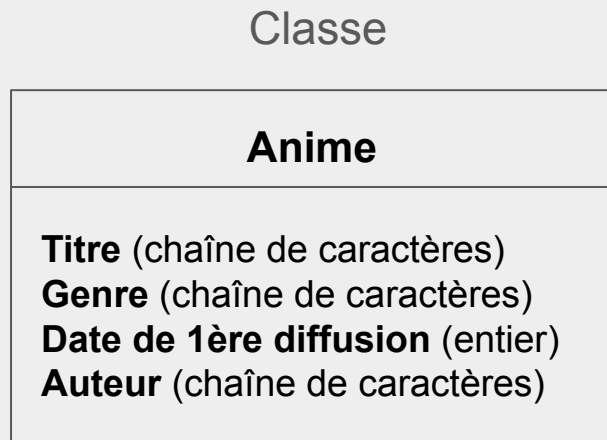 Classe
Anime
Titre (chaîne de caractères)
Genre (chaîne de caractères)
Date de 1ère diffusion (entier)
Auteur (chaîne de caractères)